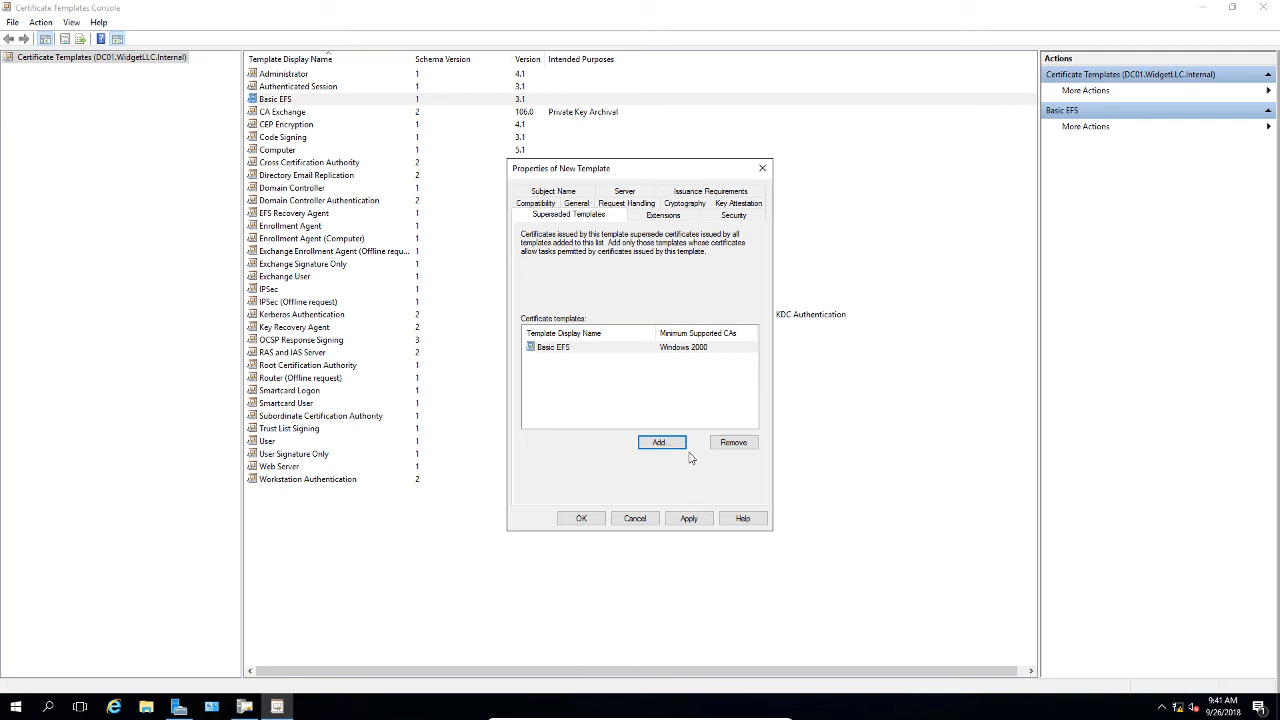 Certificate Templates Console
File Action View Help
Certificate Templates (DC01.WidgetLLC.Internal)
Template Display Name Schema Version Version Intended Purposes
Administrator 1 4.1
Authenticated Session 1 3.1
Basic EFS 1 3.1
CA Exchange 2 106.0 Private Key Archival
CEP Encryption 1 4.1
Code Signing 1 3.1
Computer 1 5.1
Cross Certification Authority 2
Directory Email Replication 2
Domain Controller 1
Domain Controller Authentication 2
EFS Recovery Agent 1
Enrollment Agent 1
Enrollment Agent (Computer) 1
Exchange Enrollment Agent (Offline requ... 1
Exchange Signature Only 1
Exchange User 1
IPSec 1
IPSec (Offline request) 1
Kerberos Authentication 2 KDC Authentication
Key Recovery Agent 2
OCSP Response Signing 3
RAS and IAS Server 2
Root Certification Authority 1
Router (Offline request) 1
Smartcard Logon 1
Smartcard User 1
Subordinate Certification Authority 1
Trust List Signing 1
User 1
User Signature Only 1
Web Server 1
Workstation Authentication 2
Properties of New Template
Subject Name Server Issuance Requirements
Compatibility General Request Handling Cryptography Key Attestation
Superseded Templates Extensions Security
Certificates issued by this template supersede certificates issued by all
templates added to this list. Add only those templates whose certificates
allow tasks permitted by certificates issued by this template.
Certificate templates:
Template Display Name Minimum Supported CAs
Basic EFS Windows 2000
Add... Remove
OK Cancel Apply Help
Actions
Certificate Templates (DC01.WidgetLLC.Internal)
More Actions
Basic EFS
More Actions
9:41 AM
9/26/2018
1